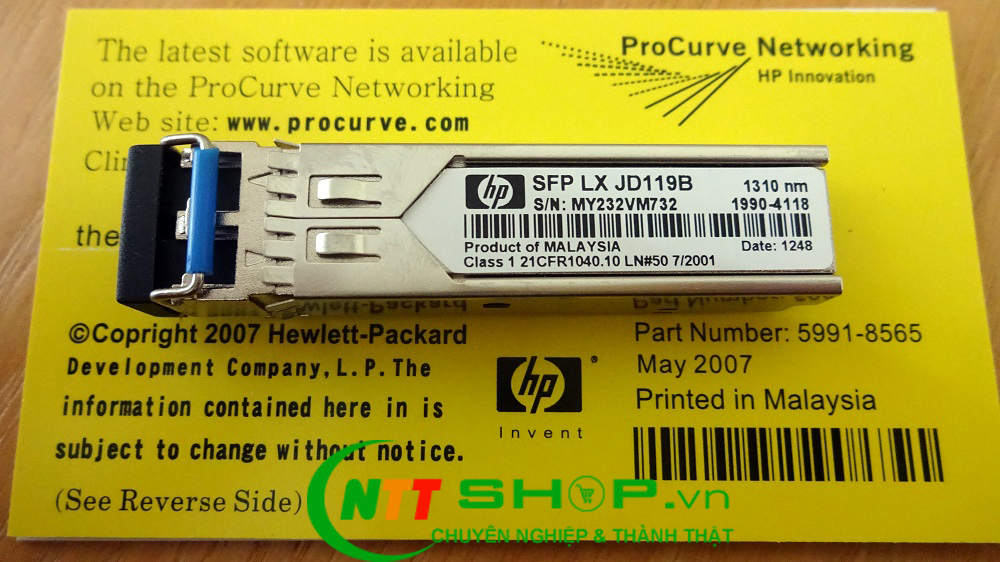 The latest software is available
on the ProCurve Networking
Web site: www.procurve.com
ProCurve Networking
HP Innovation
the
hp
SFP LX JD119B
1310 nm
S/N: MY232VM732
1990-4118
Product of MALAYSIA
Date: 1248
Class 1 21CFR1040.10 LN#50 7/2001
©Copright 2007 Hewlett-Packard
Development Company, L.P. The
information contained here in is
subject to change without notice.
(See Reverse Side)
hp
®
Invent
Part Number: 5991-8565
May 2007
Printed in Malaysia
NTT SHOP.vn
CHUYÊN NGHIỆP & THÀNH THẬT